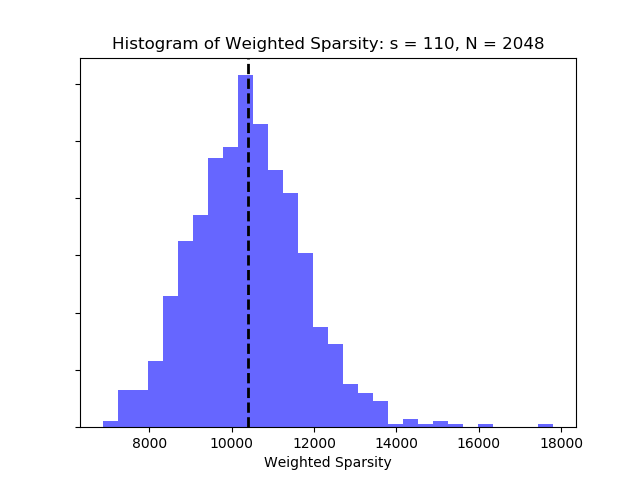 Histogram of Weighted Sparsity: s = 110, N = 2048
8000 10000 12000 14000 16000 18000
Weighted Sparsity